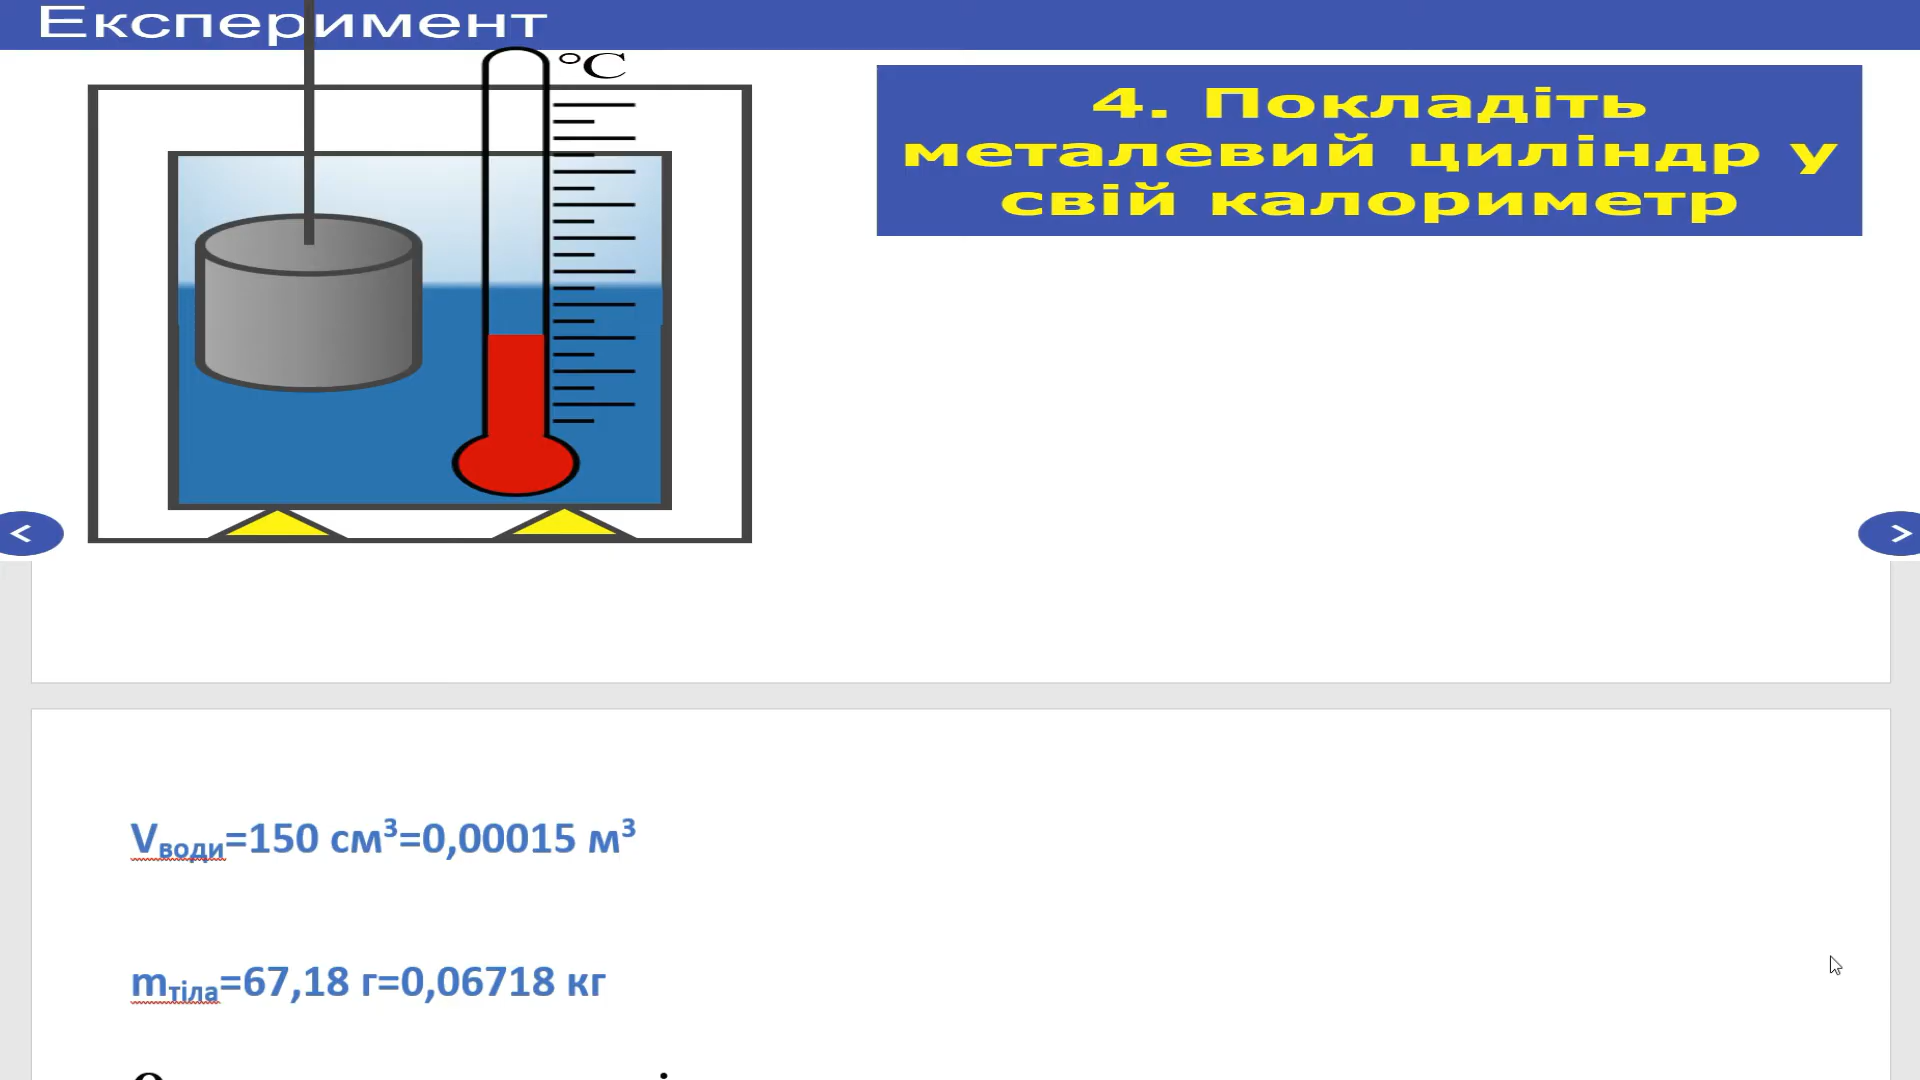 Експеримент
°C
4. Покладіть
металевий циліндр у
свій калориметр
Vводи=150 см³=0,00015 м³
mтіла=67,18 г=0,06718 кг